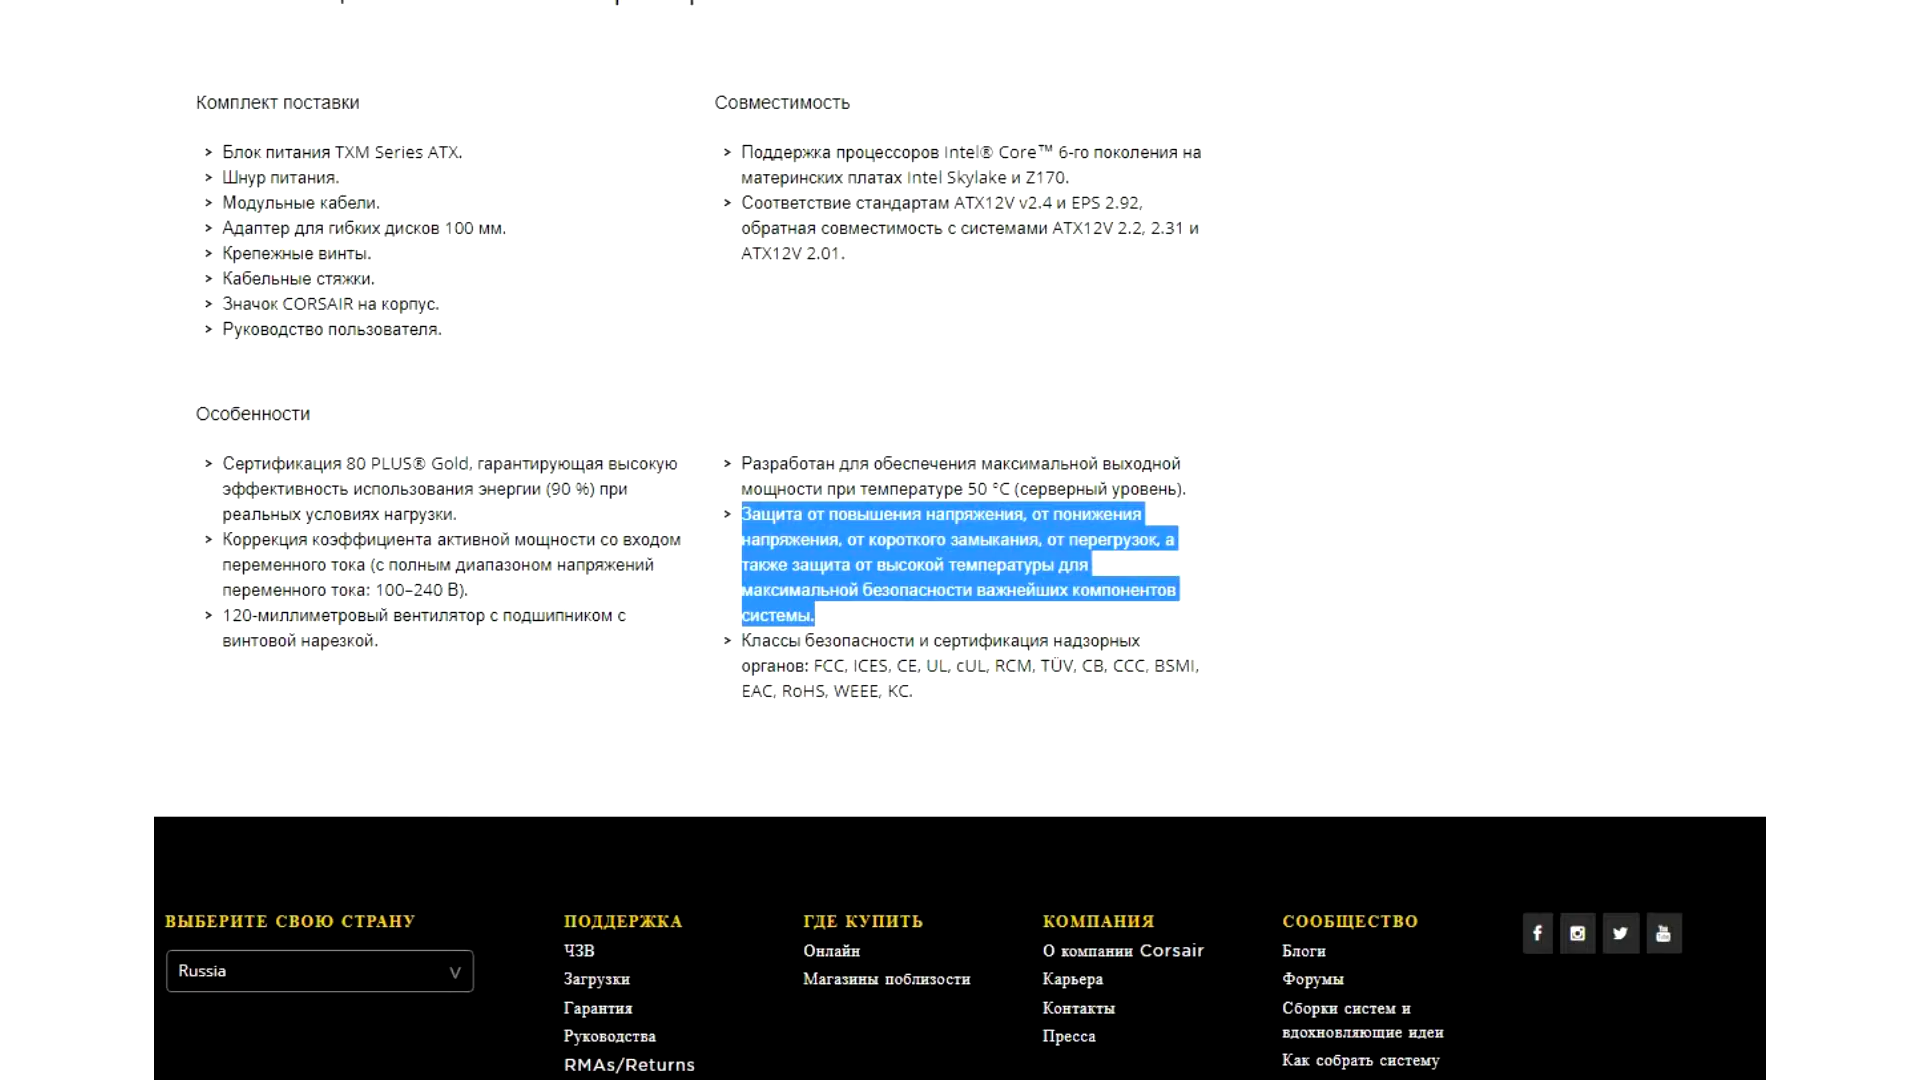 Комплект поставки
> Блок питания TXM Series ATX.
> Шнур питания.
> Модульные кабели.
> Адаптер для гибких дисков 100 мм.
> Крепежные винты.
> Кабельные стяжки.
> Значок CORSAIR на корпус.
> Руководство пользователя.
Совместимость
> Поддержка процессоров Intel® Core™ 6-го поколения на
материнских платах Intel Skylake и Z170.
> Соответствие стандартам ATX12V v2.4 и EPS 2.92,
обратная совместимость с системами ATX12V 2.2, 2.31 и
ATX12V 2.01.
Особенности
> Сертификация 80 PLUS® Gold, гарантирующая высокую
эффективность использования энергии (90 %) при
реальных условиях нагрузки.
> Коррекция коэффициента активной мощности со входом
переменного тока (с полным диапазоном напряжений
переменного тока: 100–240 В).
> 120-миллиметровый вентилятор с подшипником с
винтовой нарезкой.
> Разработан для обеспечения максимальной выходной
мощности при температуре 50 °C (серверный уровень).
> Защита от повышения напряжения, от понижения
напряжения, от короткого замыкания, от перегрузок, а
также защита от высокой температуры для
максимальной безопасности важнейших компонентов
системы.
> Классы безопасности и сертификация надзорных
органов: FCC, ICES, CE, UL, cUL, RCM, TÜV, CB, CCC, BSMI,
EAC, RoHS, WEEE, KC.
ВЫБЕРИТЕ СВОЮ СТРАНУ
Russia
ПОДДЕРЖКА
ЧЗВ
Загрузки
Гарантия
Руководства
RMAs/Returns
ГДЕ КУПИТЬ
Онлайн
Магазины поблизости
КОМПАНИЯ
О компании Corsair
Карьера
Контакты
Пресса
СООБЩЕСТВО
Блоги
Форумы
Сборки систем и
вдохновляющие идеи
Как собрать систему